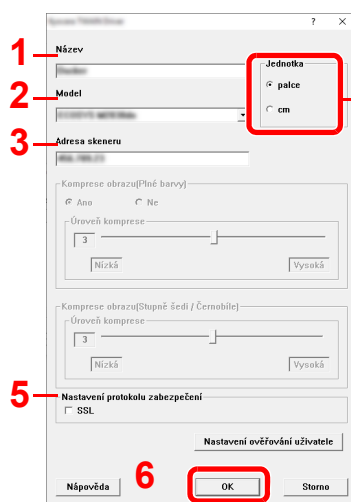 ? ×
1
Název
Jednotka
palce
2
Model
cm
3
Adresa skeneru
Komprese obrazu(Plné barvy)
Ano Ne
Úroveň komprese
3
Nízká Vysoká
Komprese obrazu(Stupně šedi / Černobíle)
Úroveň komprese
3
Nízká Vysoká
5
Nastavení protokolu zabezpečení
SSL
Nastavení ověřování uživatele
6
Nápověda OK Storno